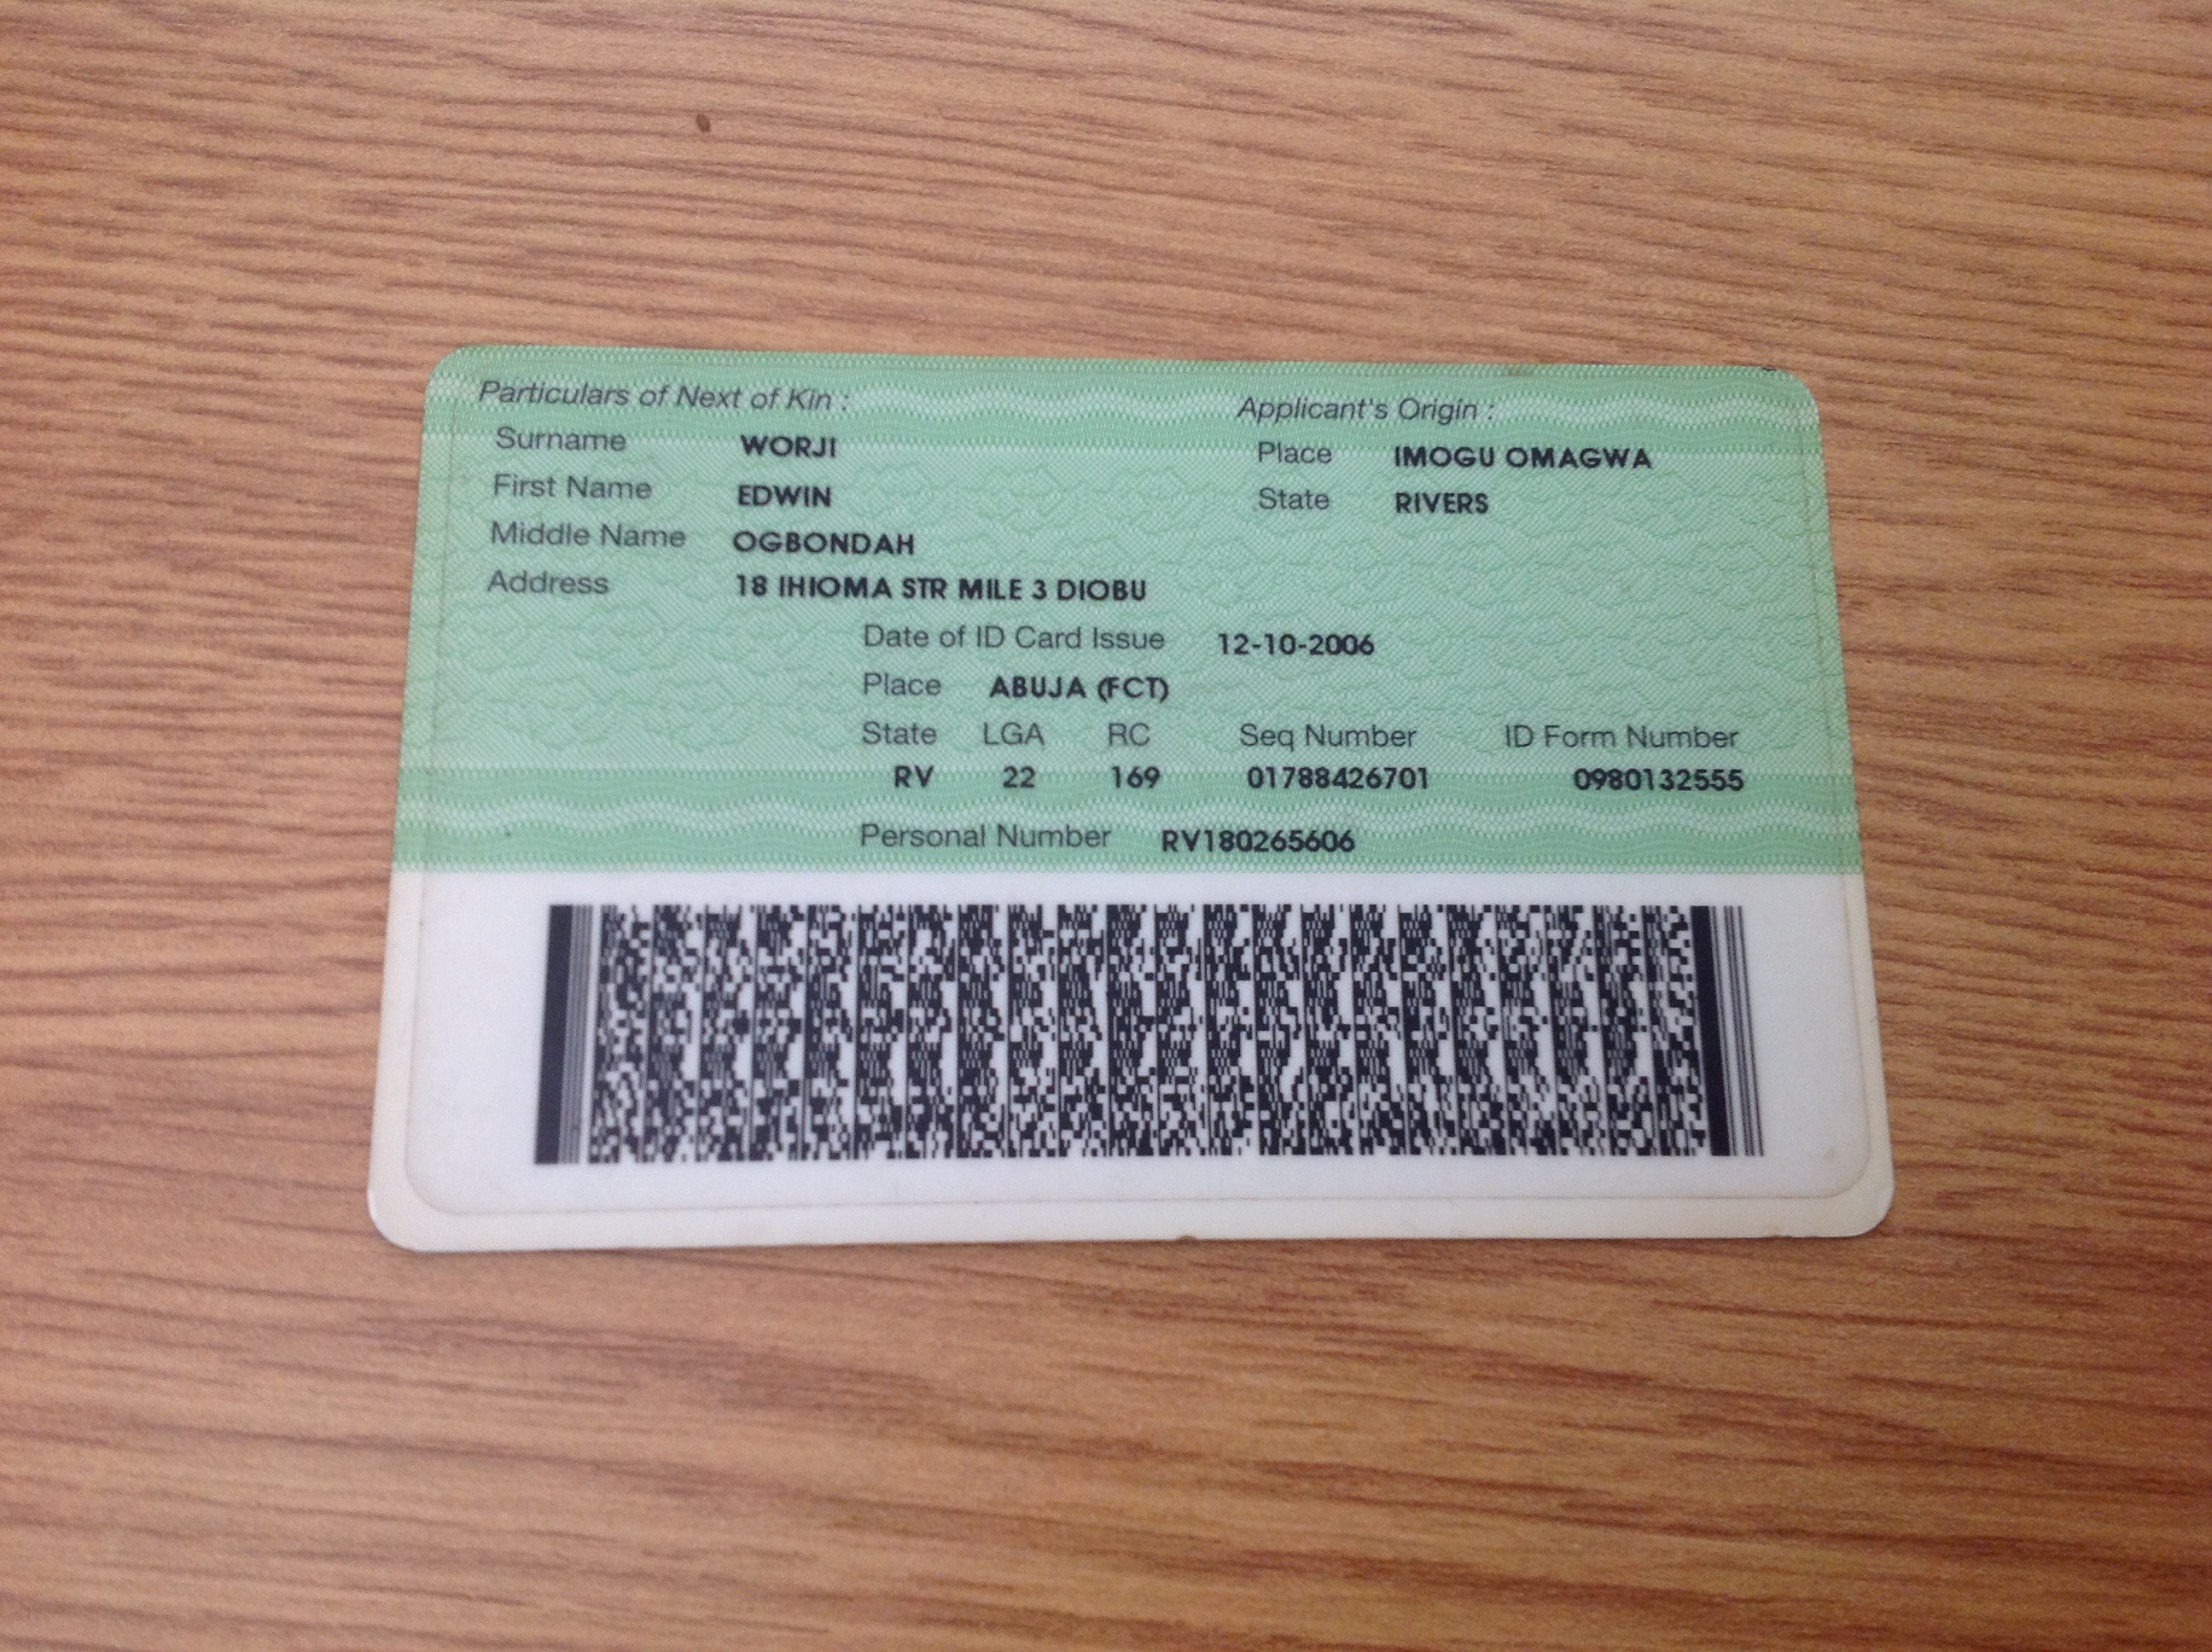 Particulars of Next of Kin :
Surname WORJI
First Name EDWIN
Middle Name OGBONDAH
Address 18 IHIOMA STR MILE 3 DIOBU
Applicant's Origin :
Place IMOGU OMAGWA
State RIVERS
Date of ID Card Issue 12-10-2006
Place ABUJA (FCT)
State LGA RC Seq Number ID Form Number
RV 22 169 01788426701 0980132555
Personal Number RV180265606